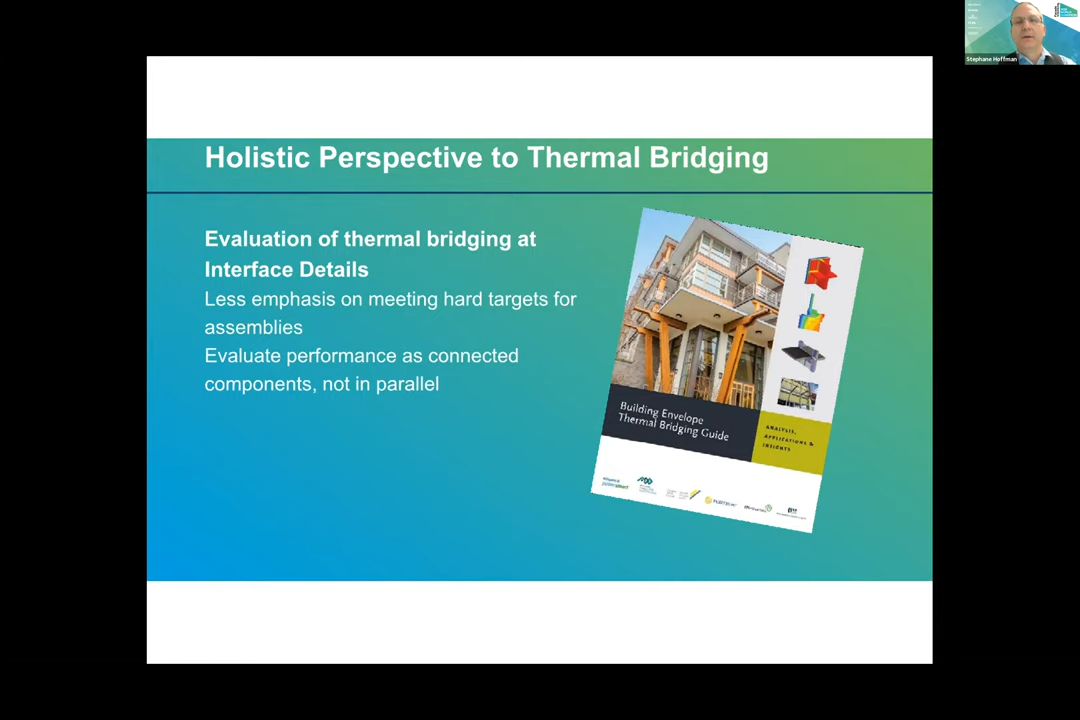 Stephane Hoffman
Holistic Perspective to Thermal Bridging
Evaluation of thermal bridging at
Interface Details
Less emphasis on meeting hard targets for
assemblies
Evaluate performance as connected
components, not in parallel
Building Envelope
Thermal Bridging Guide
ANALYSIS,
APPLICATIONS &
INSIGHTS